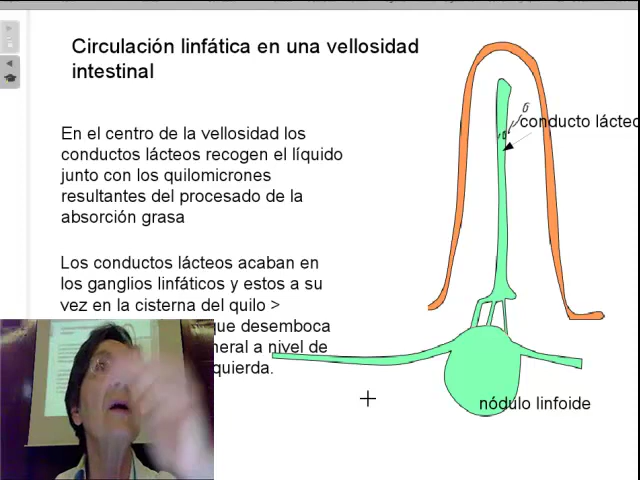 Circulación linfática en una vellosidad
intestinal
En el centro de la vellosidad los
conductos lácteos recogen el líquido
junto con los quilomicrones
resultantes del procesado de la
absorción grasa
Los conductos lácteos acaban en
los ganglios linfáticos y estos a su
vez en la cisterna del quilo >
que desemboca
neral a nivel de
quierda.
conducto lácteo
nódulo linfoide